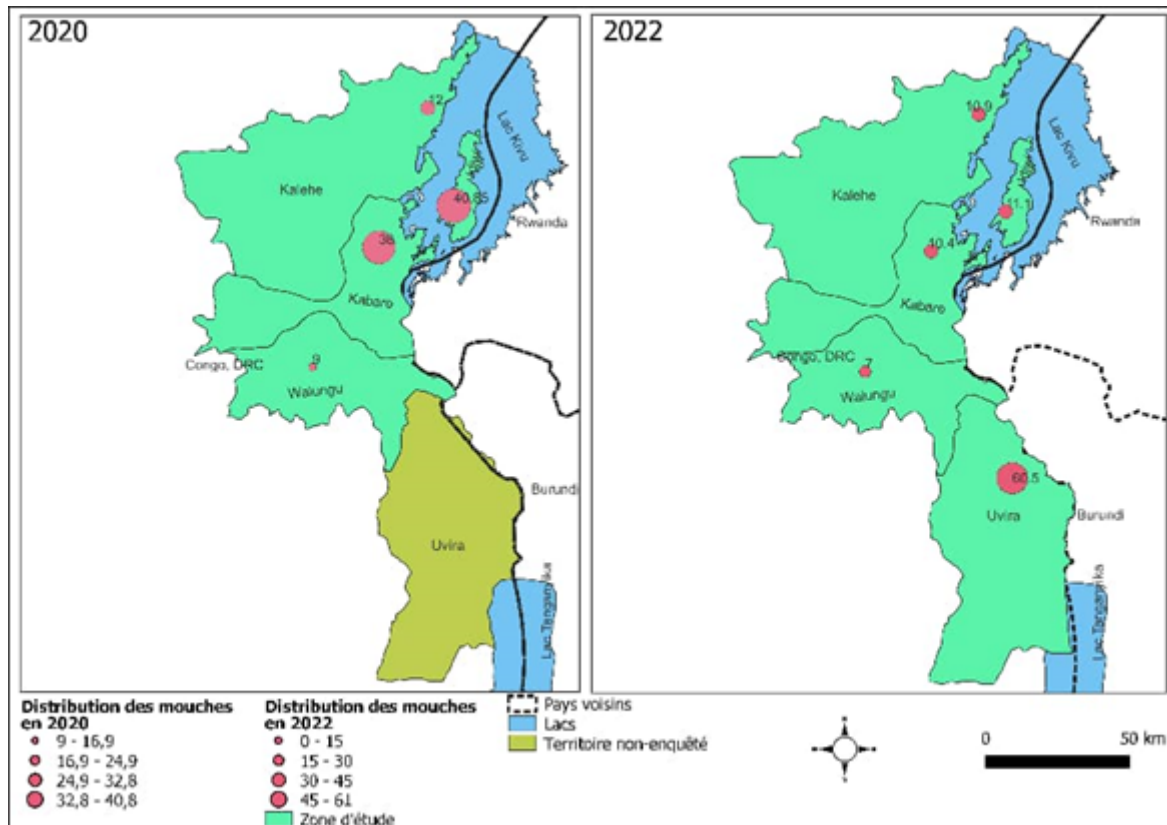 2020
12
Lac Kivu
Kalehe
40.85
Rwanda
38
Kabare
Congo, DRC
9
Walungu
Burundi
Uvira
Lac Tanganyika
2022
10.9
Lac Kivu
Kalehe
11.1
Rwanda
10.4
Kabare
Congo, DRC
7
Walungu
60.5
Uvira
Burundi
Lac Tanganyika
Distribution des mouches
en 2020
9 - 16,9
16,9 - 24,9
24,9 - 32,8
32,8 - 40,8
Distribution des mouches
en 2022
0 - 15
15 - 30
30 - 45
45 - 61
Zone d'étude
Pays voisins
Lacs
Territoire non-enquêté
0 50 km